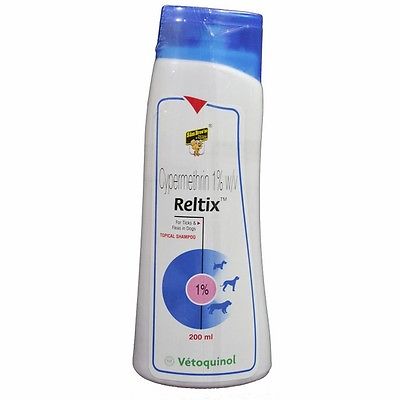 Cypermethrin 1% w/v
Reltix™
For Ticks &
Fleas in Dogs
TOPICAL SHAMPOO
1%
200 ml
Vétoquinol